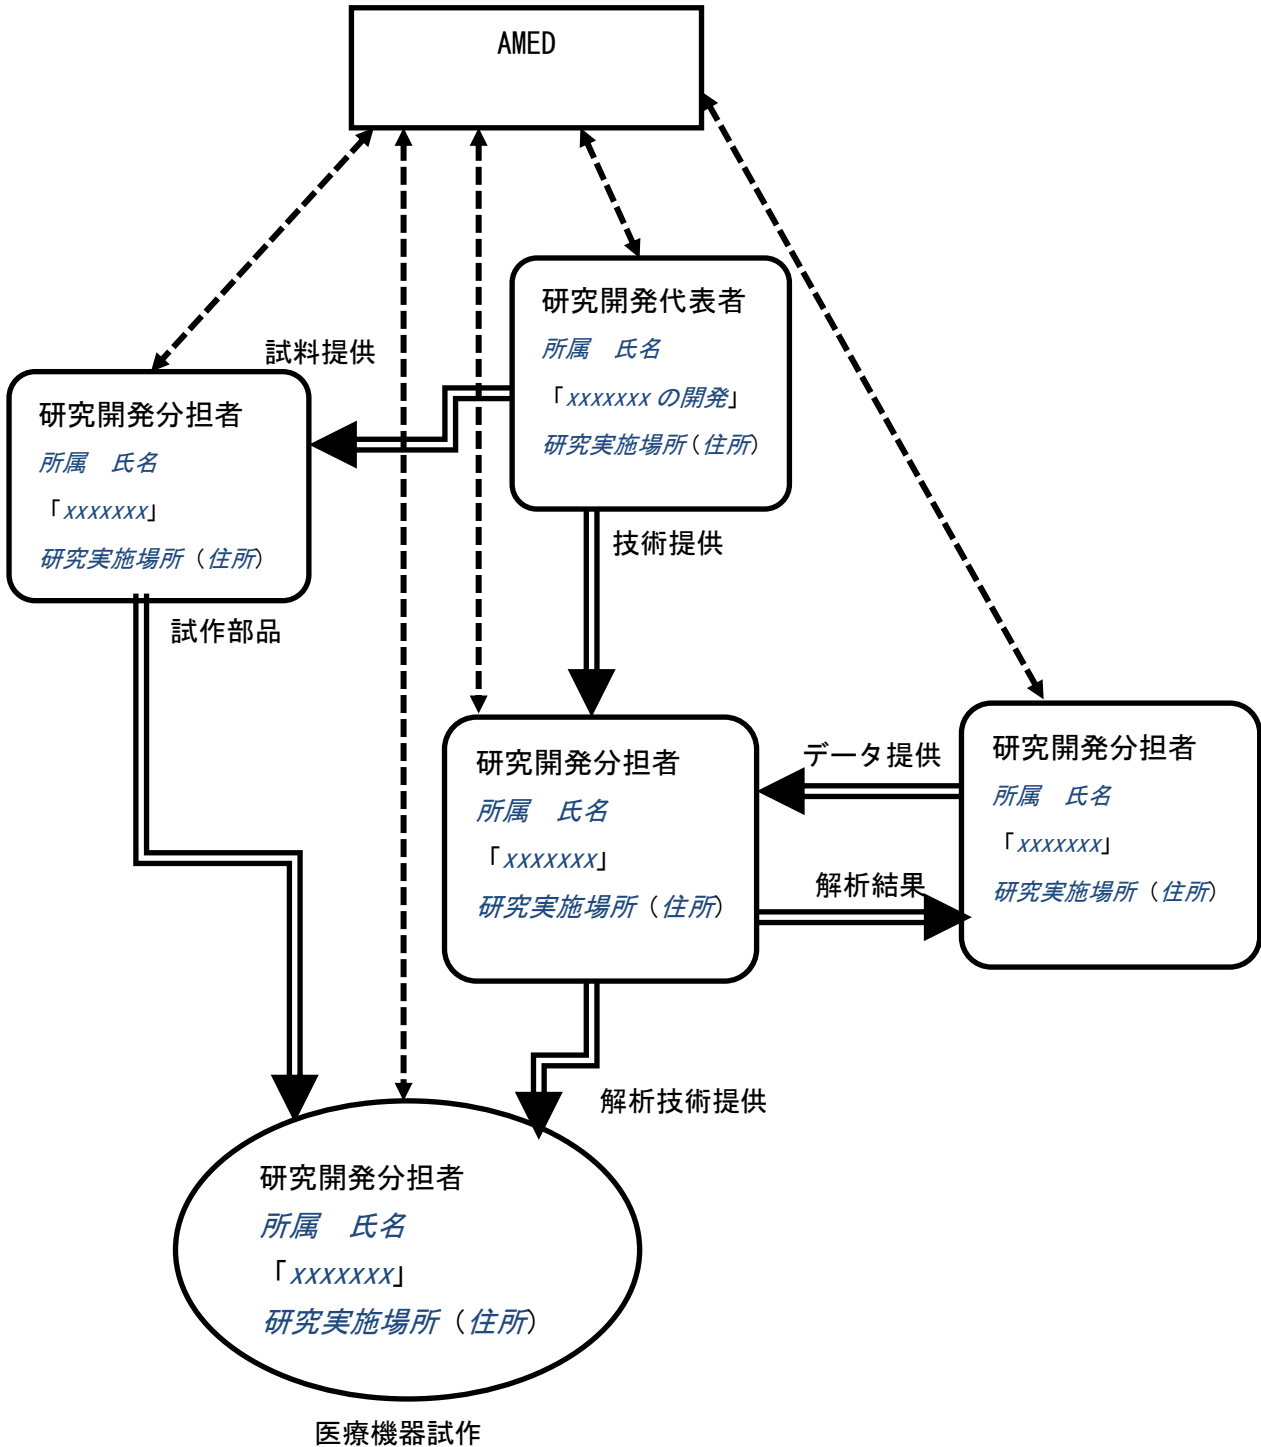 AMED
研究開発代表者
所属　氏名
「xxxxxxx の開発」
研究実施場所（住所）
試料提供
研究開発分担者
所属　氏名
「xxxxxxx」
研究実施場所（住所）
技術提供
試作部品
研究開発分担者
所属　氏名
「xxxxxxx」
研究実施場所（住所）
データ提供
解析結果
研究開発分担者
所属　氏名
「xxxxxxx」
研究実施場所（住所）
解析技術提供
研究開発分担者
所属　氏名
「xxxxxxx」
研究実施場所（住所）
医療機器試作